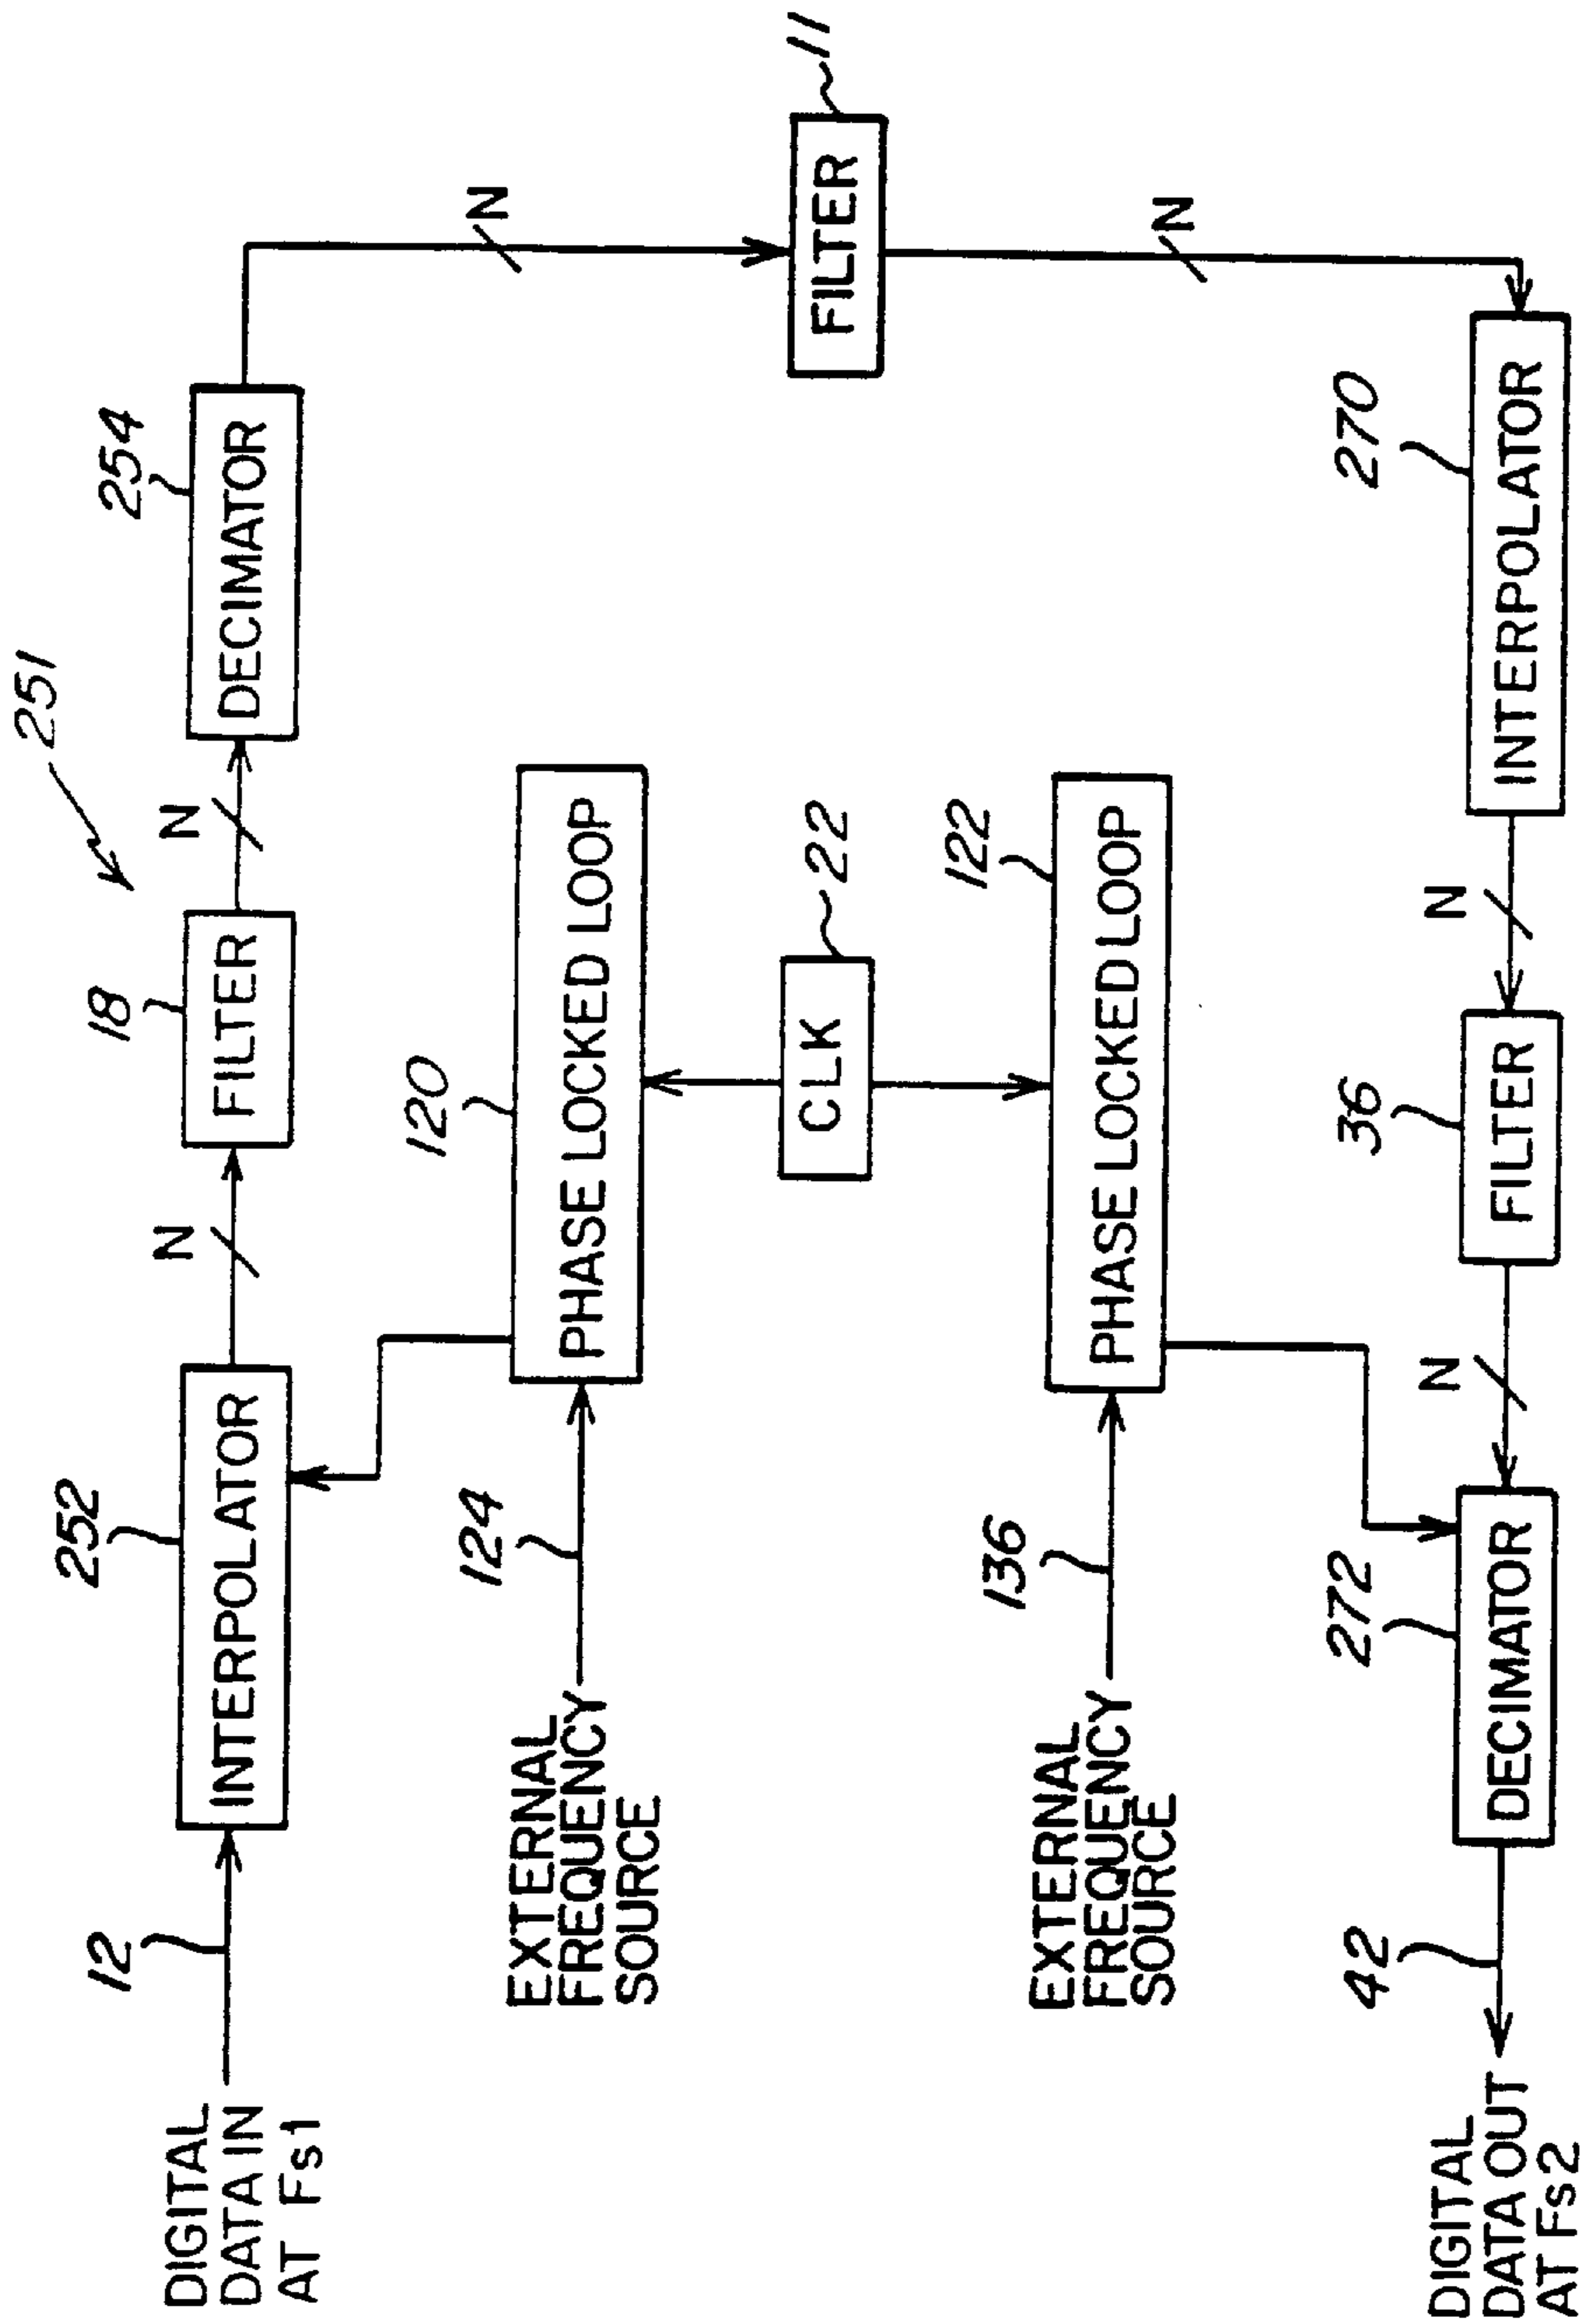 251
12
252
18
254
DIGITAL
DATA IN
AT Fs1
INTERPOLATOR
N
FILTER
N
DECIMATOR
N
124
120
EXTERNAL
FREQUENCY
SOURCE
PHASE LOCKED LOOP
CLK
22
FILTER
11
136
122
EXTERNAL
FREQUENCY
SOURCE
PHASE LOCKED LOOP
N
42
272
36
270
DIGITAL
DATA OUT
AT Fs2
DECIMATOR
N
FILTER
N
INTERPOLATOR